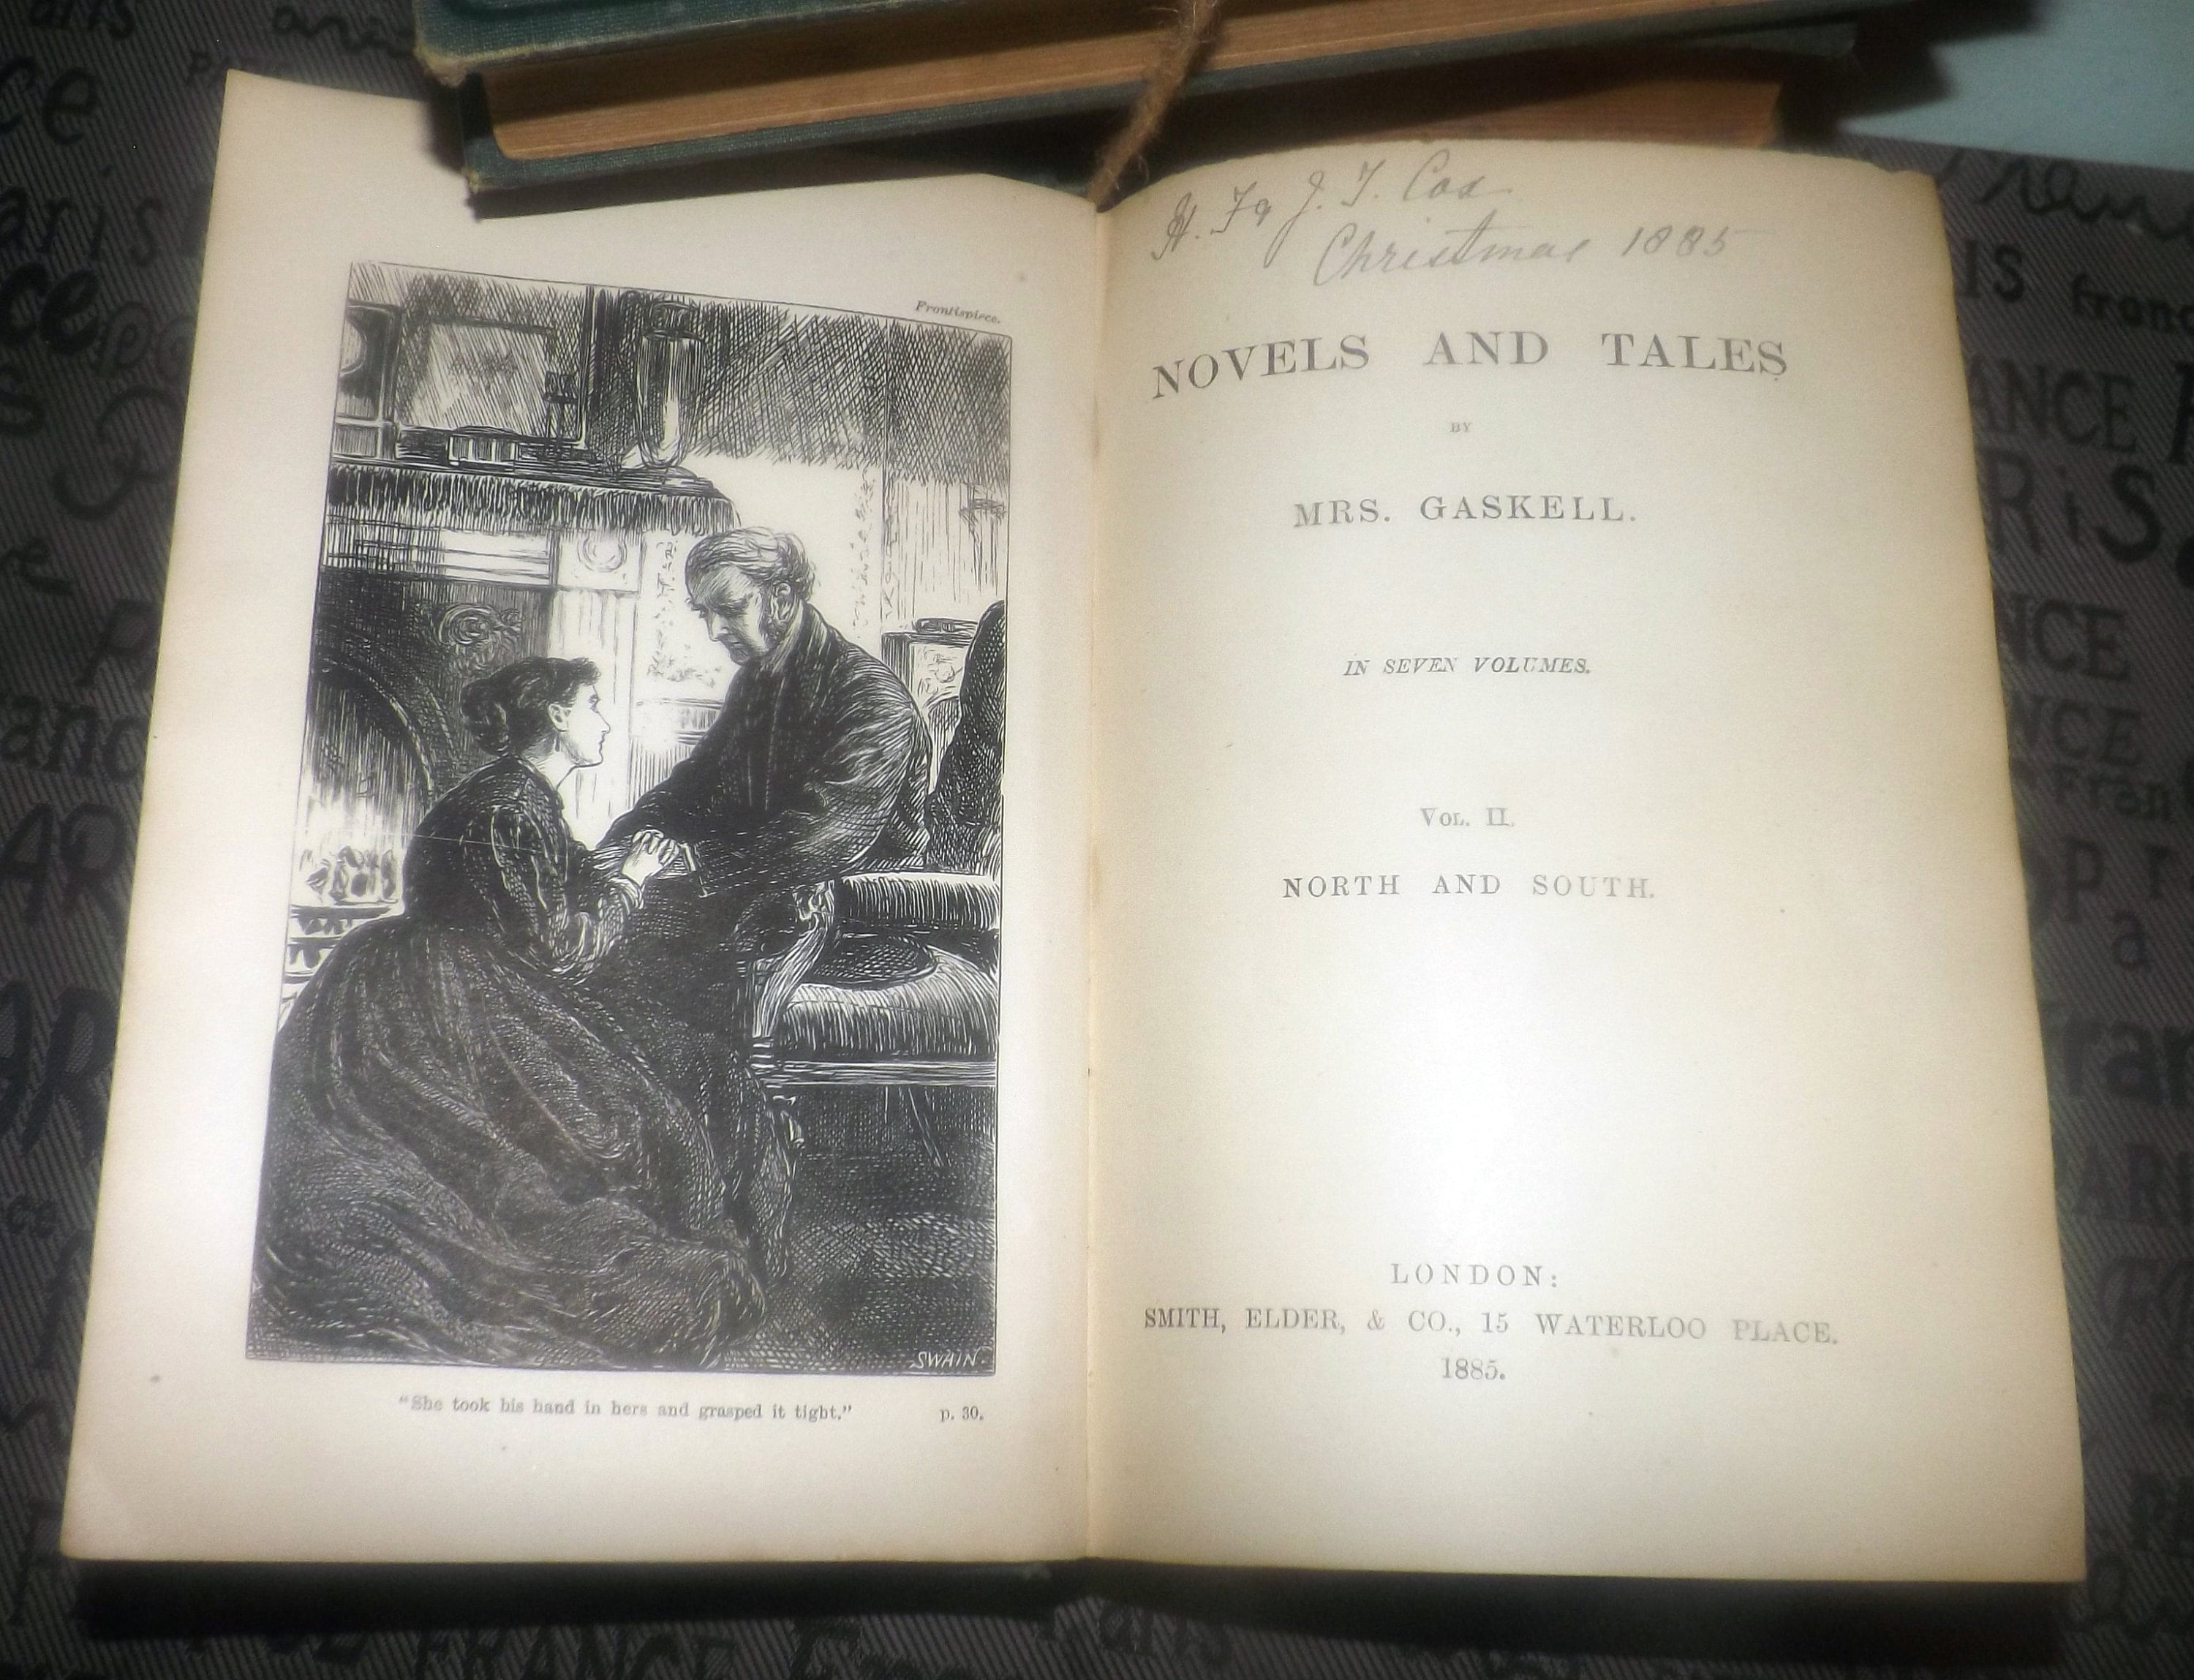 Frontispiece.
SWAIN
"She took his hand in hers and grasped it tight."
p. 30.
J. T. Cox
Christmas 1885
NOVELS AND TALES
BY
MRS. GASKELL.
IN SEVEN VOLUMES.
VOL. II.
NORTH AND SOUTH.
LONDON:
SMITH, ELDER, & CO., 15 WATERLOO PLACE.
1885.